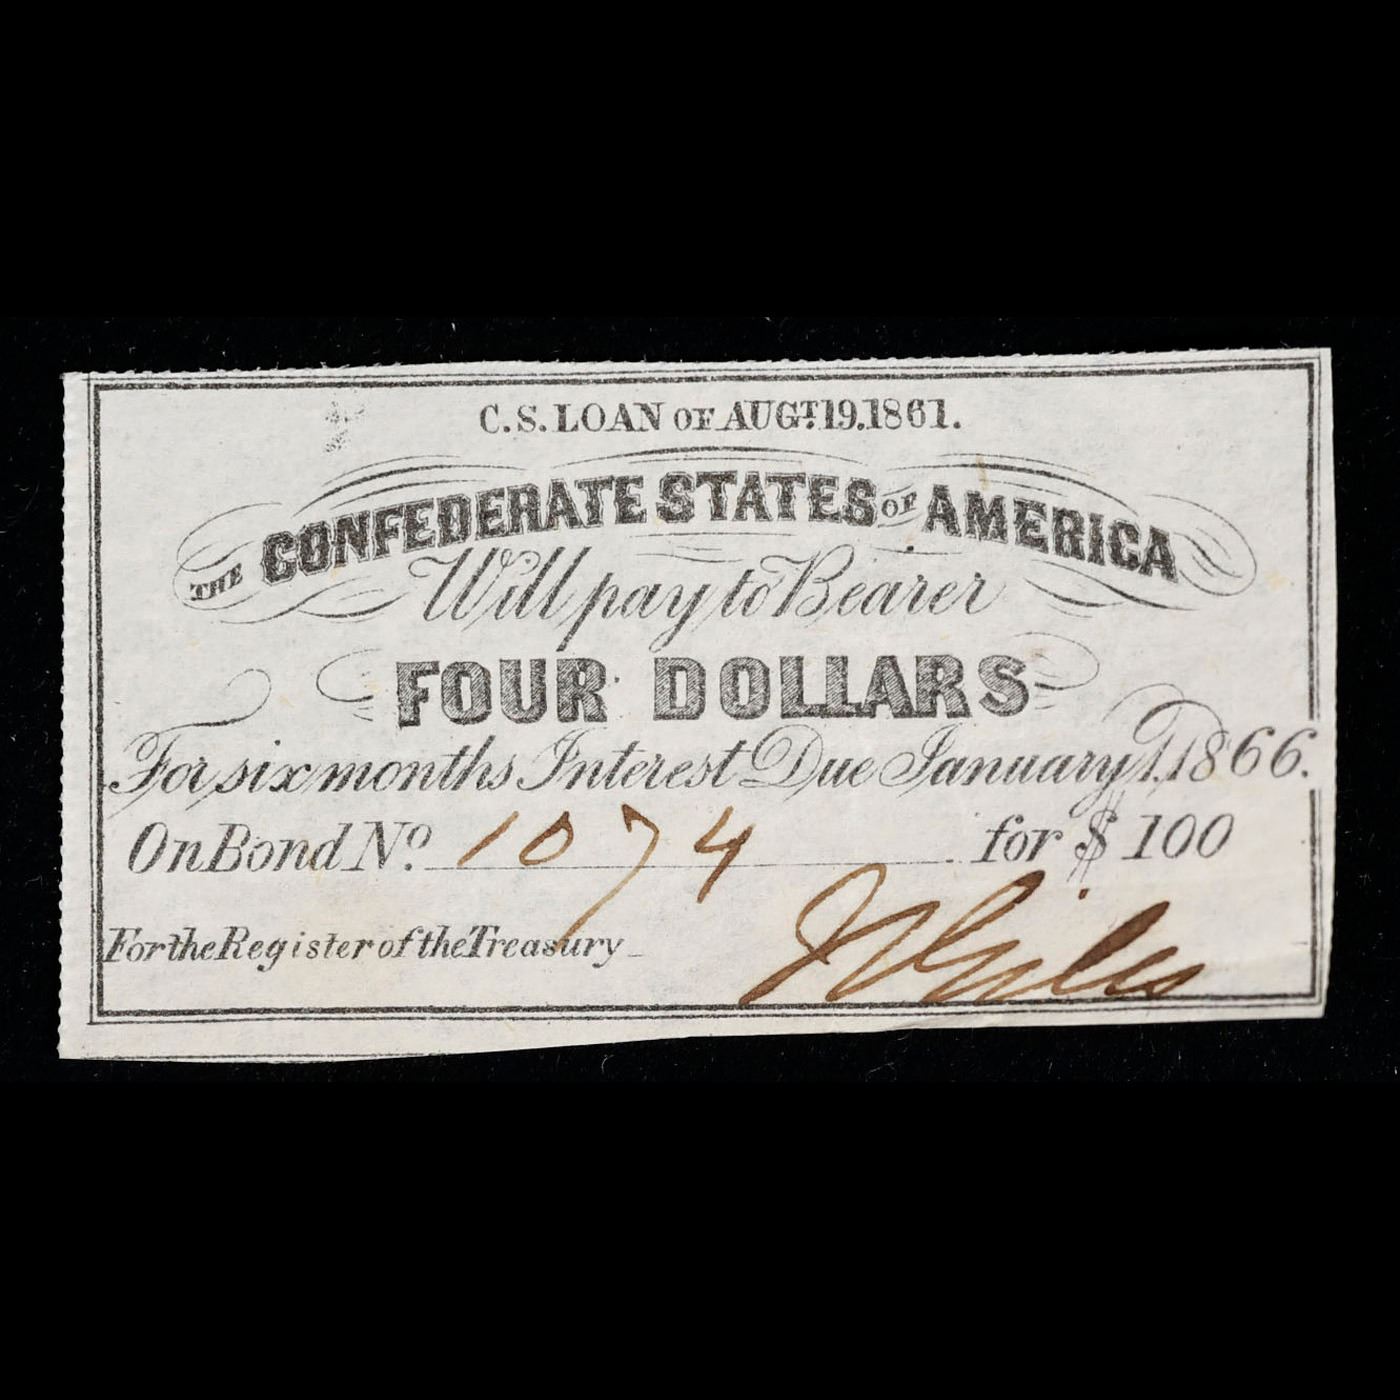 C. S. LOAN OF AUGT. 19. 1861.
THE CONFEDERATE STATES OF AMERICA
Will pay to Bearer
FOUR DOLLARS
For six months Interest Due January 1, 1866.
On Bond No. 1074 for $ 100
For the Register of the Treasury